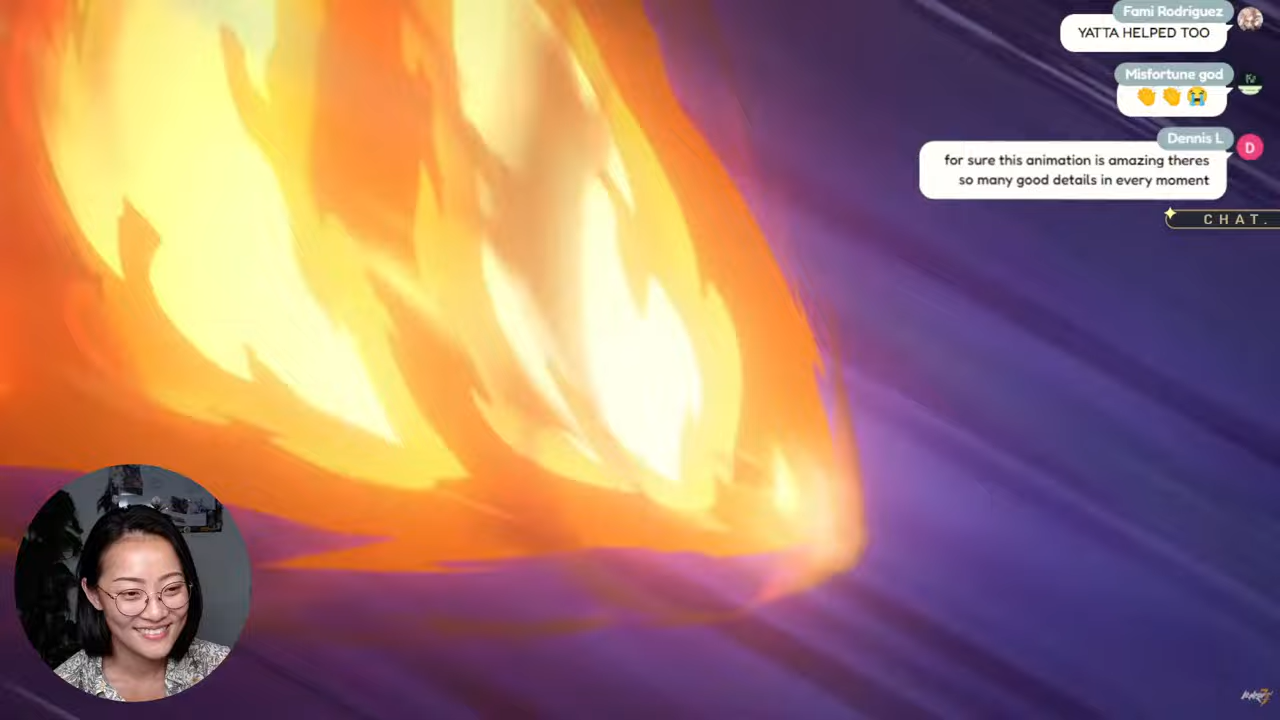 Fami Rodriguez
YATTA HELPED TOO
Misfortune god
👏 👏 😭
Dennis L
D
for sure this animation is amazing theres
so many good details in every moment
CHAT.